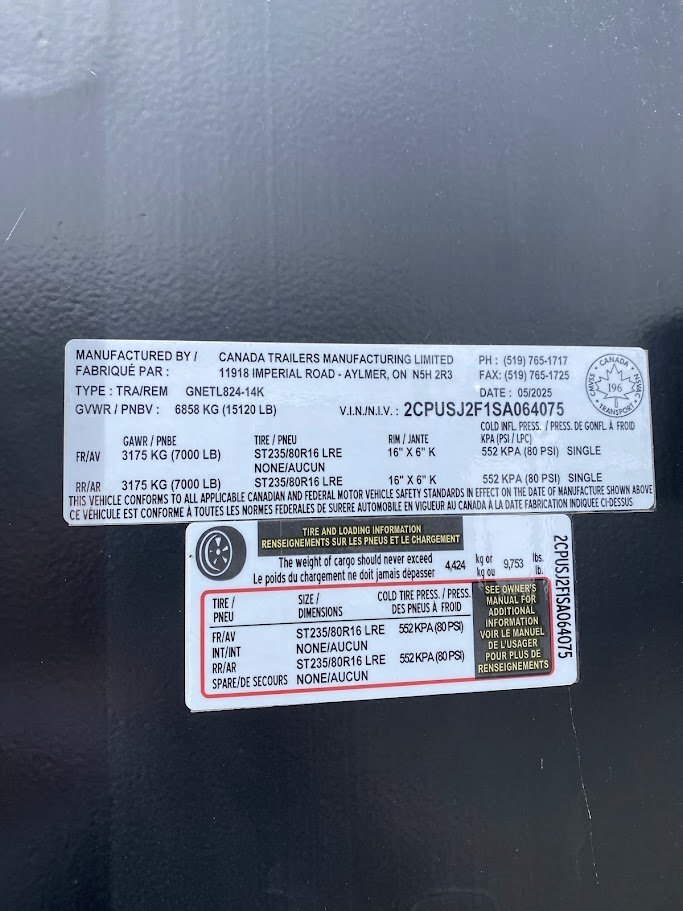 MANUFACTURED BY / CANADA TRAILERS MANUFACTURING LIMITED PH : (519) 765-1717
FABRIQUÉ PAR : 11918 IMPERIAL ROAD - AYLMER, ON N5H 2R3 FAX: (519) 765-1725
TYPE : TRA/REM GNETL824-14K DATE : 05/2025
GVWR / PNBV : 6858 KG (15120 LB) V.I.N./N.I.V. : 2CPUSJ2F1SA064075
COLD INFL. PRESS. / PRESS. DE GONFL. À FROID
GAWR / PNBE TIRE / PNEU RIM / JANTE KPA (PSI / LPC)
FR/AV 3175 KG (7000 LB) ST235/80R16 LRE 16" X 6" K 552 KPA (80 PSI) SINGLE
NONE/AUCUN
RR/AR 3175 KG (7000 LB) ST235/80R16 LRE 16" X 6" K 552 KPA (80 PSI) SINGLE
THIS VEHICLE CONFORMS TO ALL APPLICABLE CANADIAN AND FEDERAL MOTOR VEHICLE SAFETY STANDARDS IN EFFECT ON THE DATE OF MANUFACTURE SHOWN ABOVE
CE VÉHICULE EST CONFORME À TOUTES LES NORMES FEDERALES DE SURERE AUTOMOBILE EN VIGUEUR AU CANADA À LA DATE FABRICATION INDIQUEE CI-DESSUS
CANADA
CMVSS 196 NSVAC
TRANSPORT
TIRE AND LOADING INFORMATION
RENSEIGNEMENTS SUR LES PNEUS ET LE CHARGEMENT
The weight of cargo should never exceed 4,424 kg or 9,753 lbs.
Le poids du chargement ne doit jamais dépasser kg ou lb.
TIRE / SIZE / COLD TIRE PRESS. / PRESS.
PNEU DIMENSIONS DES PNEUS À FROID
FR/AV ST235/80R16 LRE 552 KPA (80 PSI)
INT/INT NONE/AUCUN
RR/AR ST235/80R16 LRE 552 KPA (80 PSI)
SPARE/DE SECOURS NONE/AUCUN
SEE OWNER'S
MANUAL FOR
ADDITIONAL
INFORMATION
VOIR LE MANUEL
DE L'USAGER
POUR PLUS DE
RENSEIGNEMENTS
2CPUSJ2F1SA064075